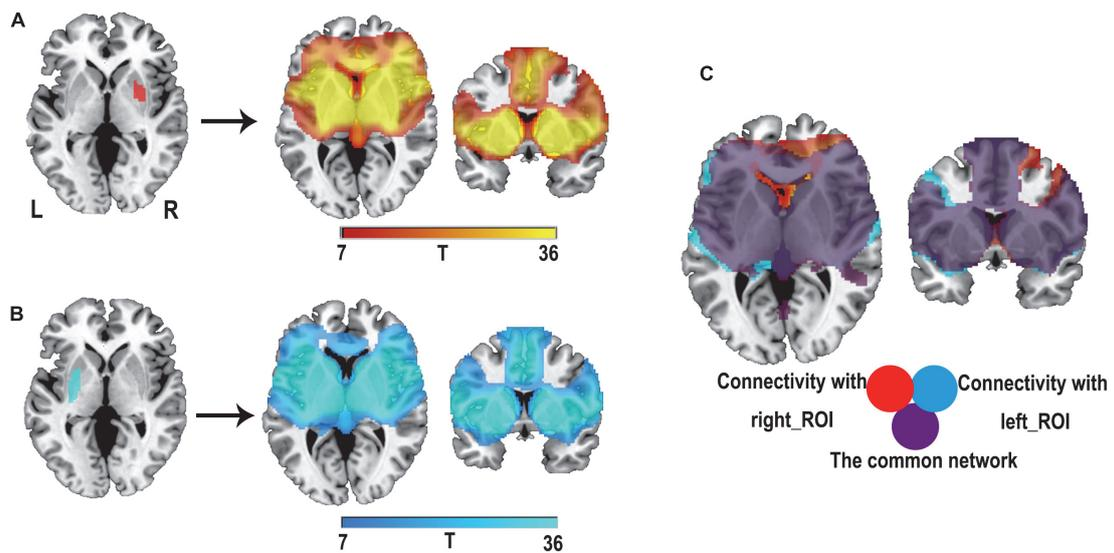 A
L
R
7 T 36
B
7 T 36
C
Connectivity with
right_ROI
Connectivity with
left_ROI
The common network